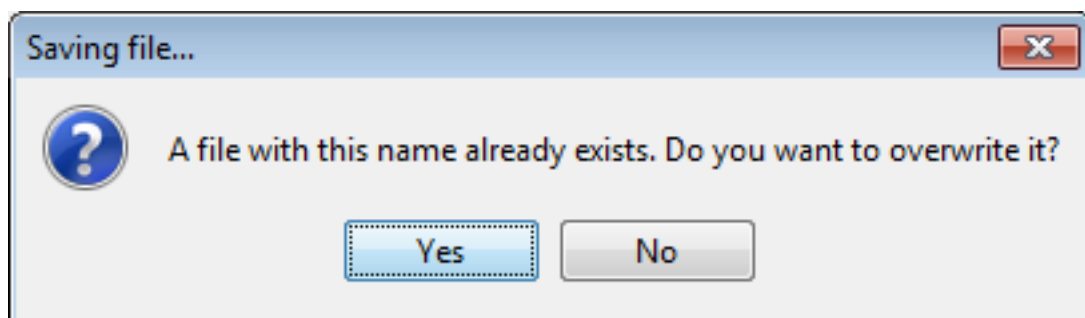 Saving file...
A file with this name already exists. Do you want to overwrite it?
Yes
No